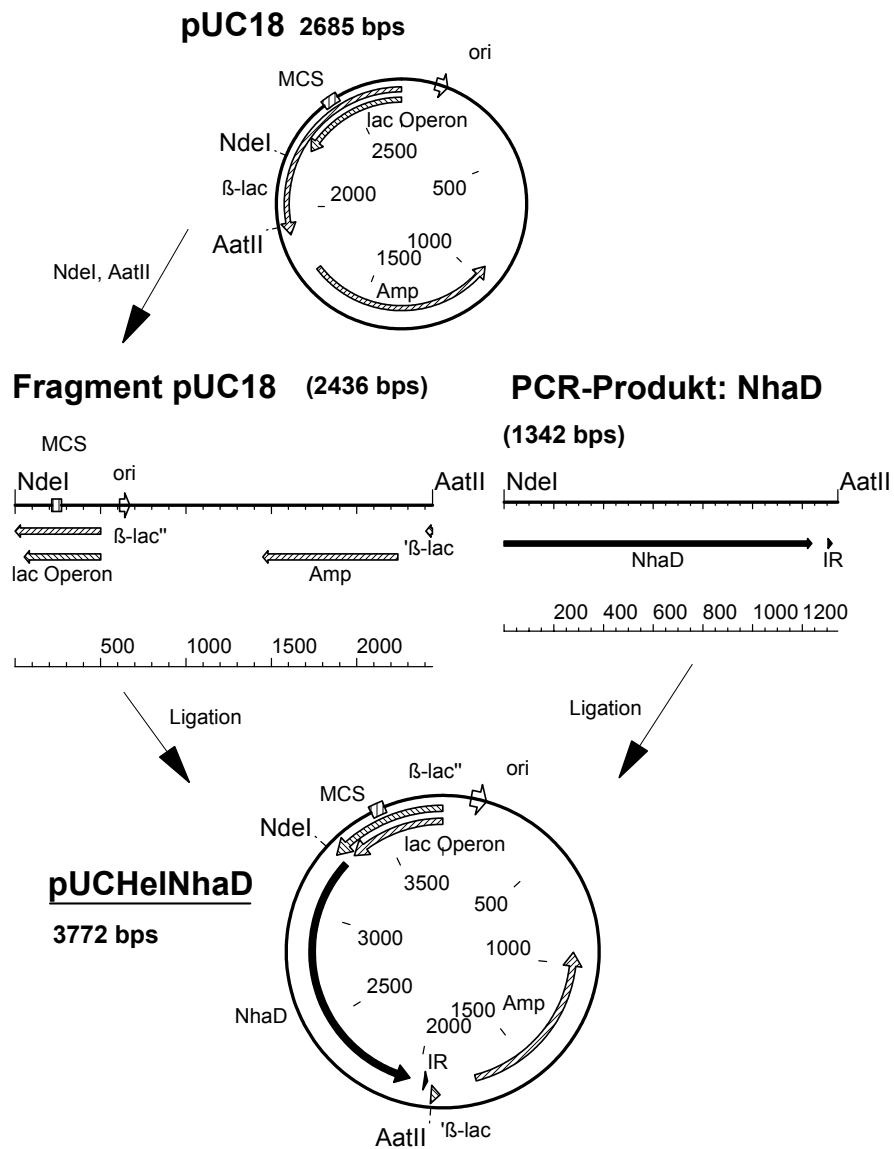 pUC18 2685 bps
ori
MCS
lac Operon
NdeI
2500
ß-lac
2000
500
AatII
1000
1500
NdeI, AatII
Amp
Fragment pUC18 (2436 bps)
PCR-Produkt: NhaD
(1342 bps)
MCS
NdeI
ori
AatII
NdeI
AatII
ß-lac"
'ß-lac
lac Operon
Amp
NhaD
IR
200 400 600 800 1000 1200
500 1000 1500 2000
Ligation
Ligation
ß-lac"
ori
MCS
NdeI
lac Operon
pUCHelNhaD
3500
500
3772 bps
3000
1000
2500
NhaD
1500
Amp
2000
IR
AatII
'ß-lac